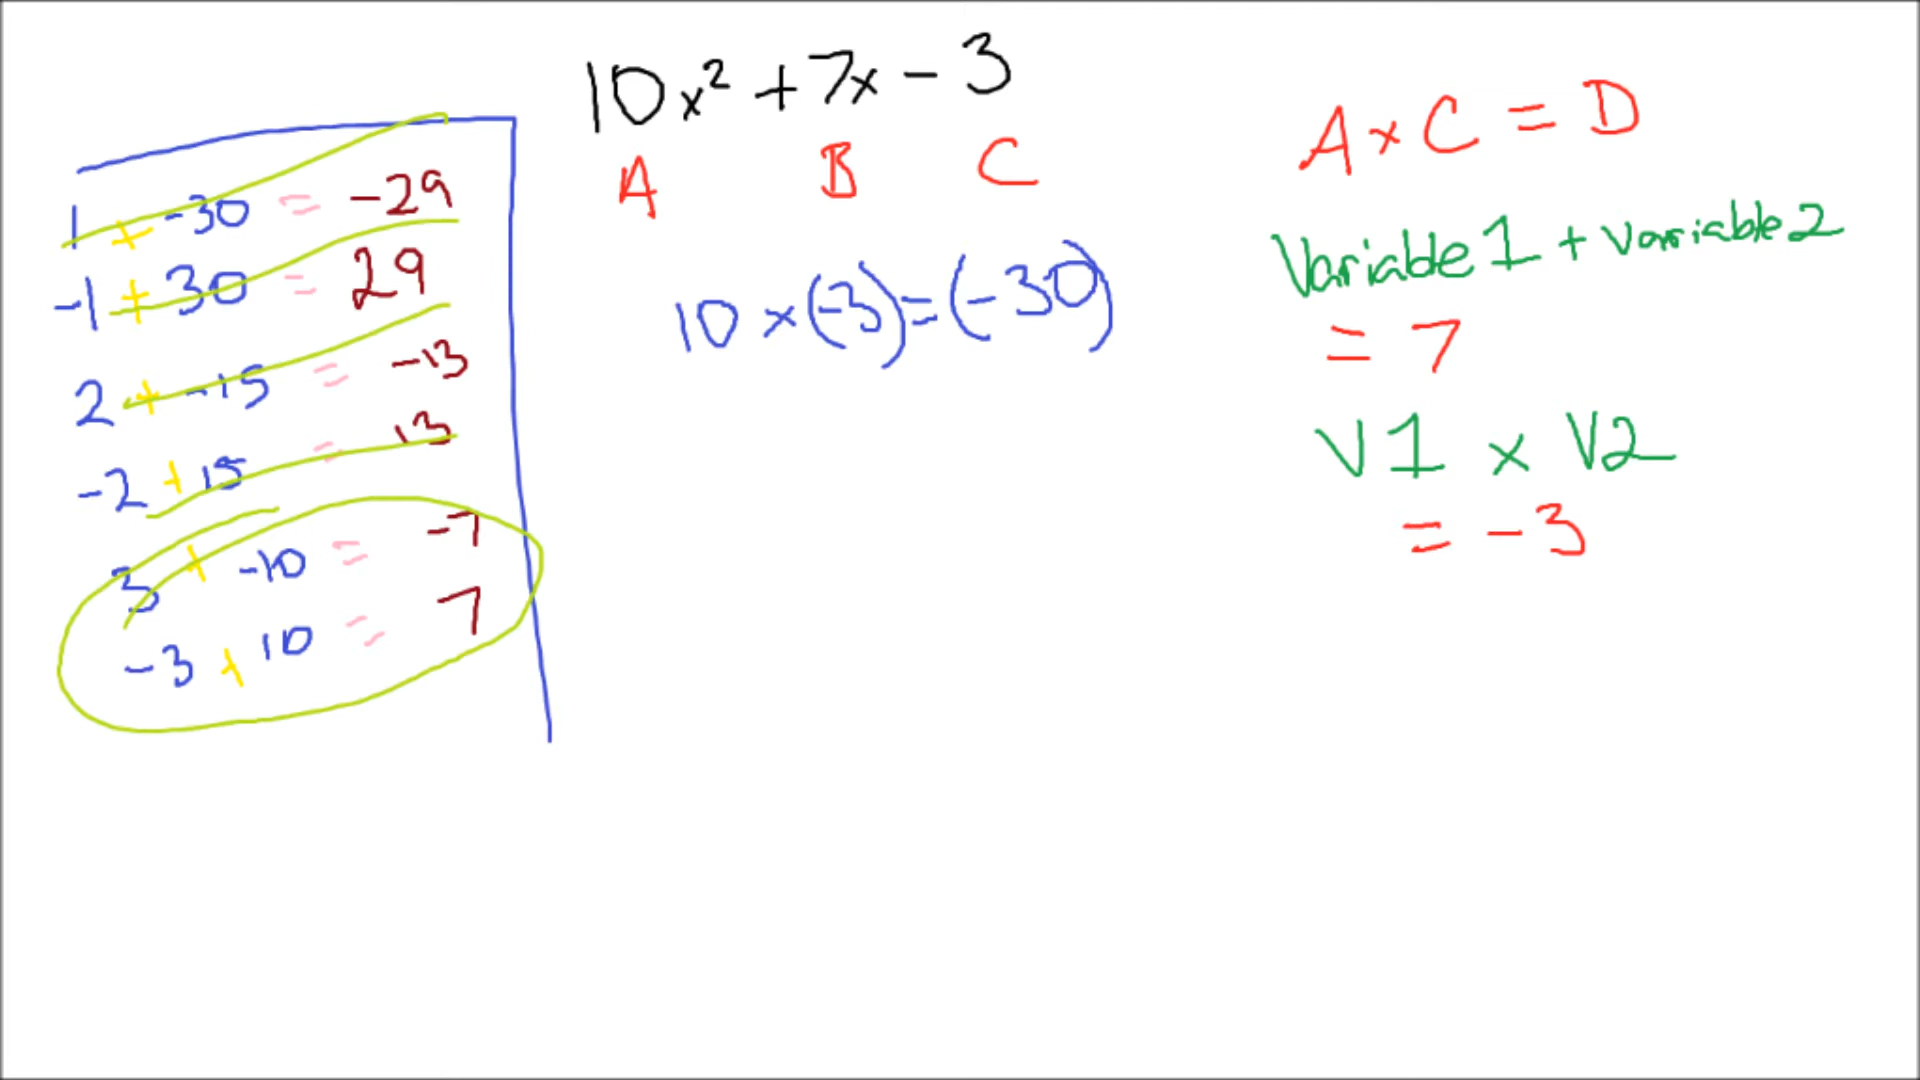 10x² + 7x - 3
A B C
10 × (-3) = (-30)
1 + -30 = -29
-1 + 30 = 29
2 + -15 = -13
-2 + 15 = 13
3 + -10 = -7
-3 + 10 = 7
A × C = D
Variable 1 + variable 2
= 7
V1 × V2
= -3